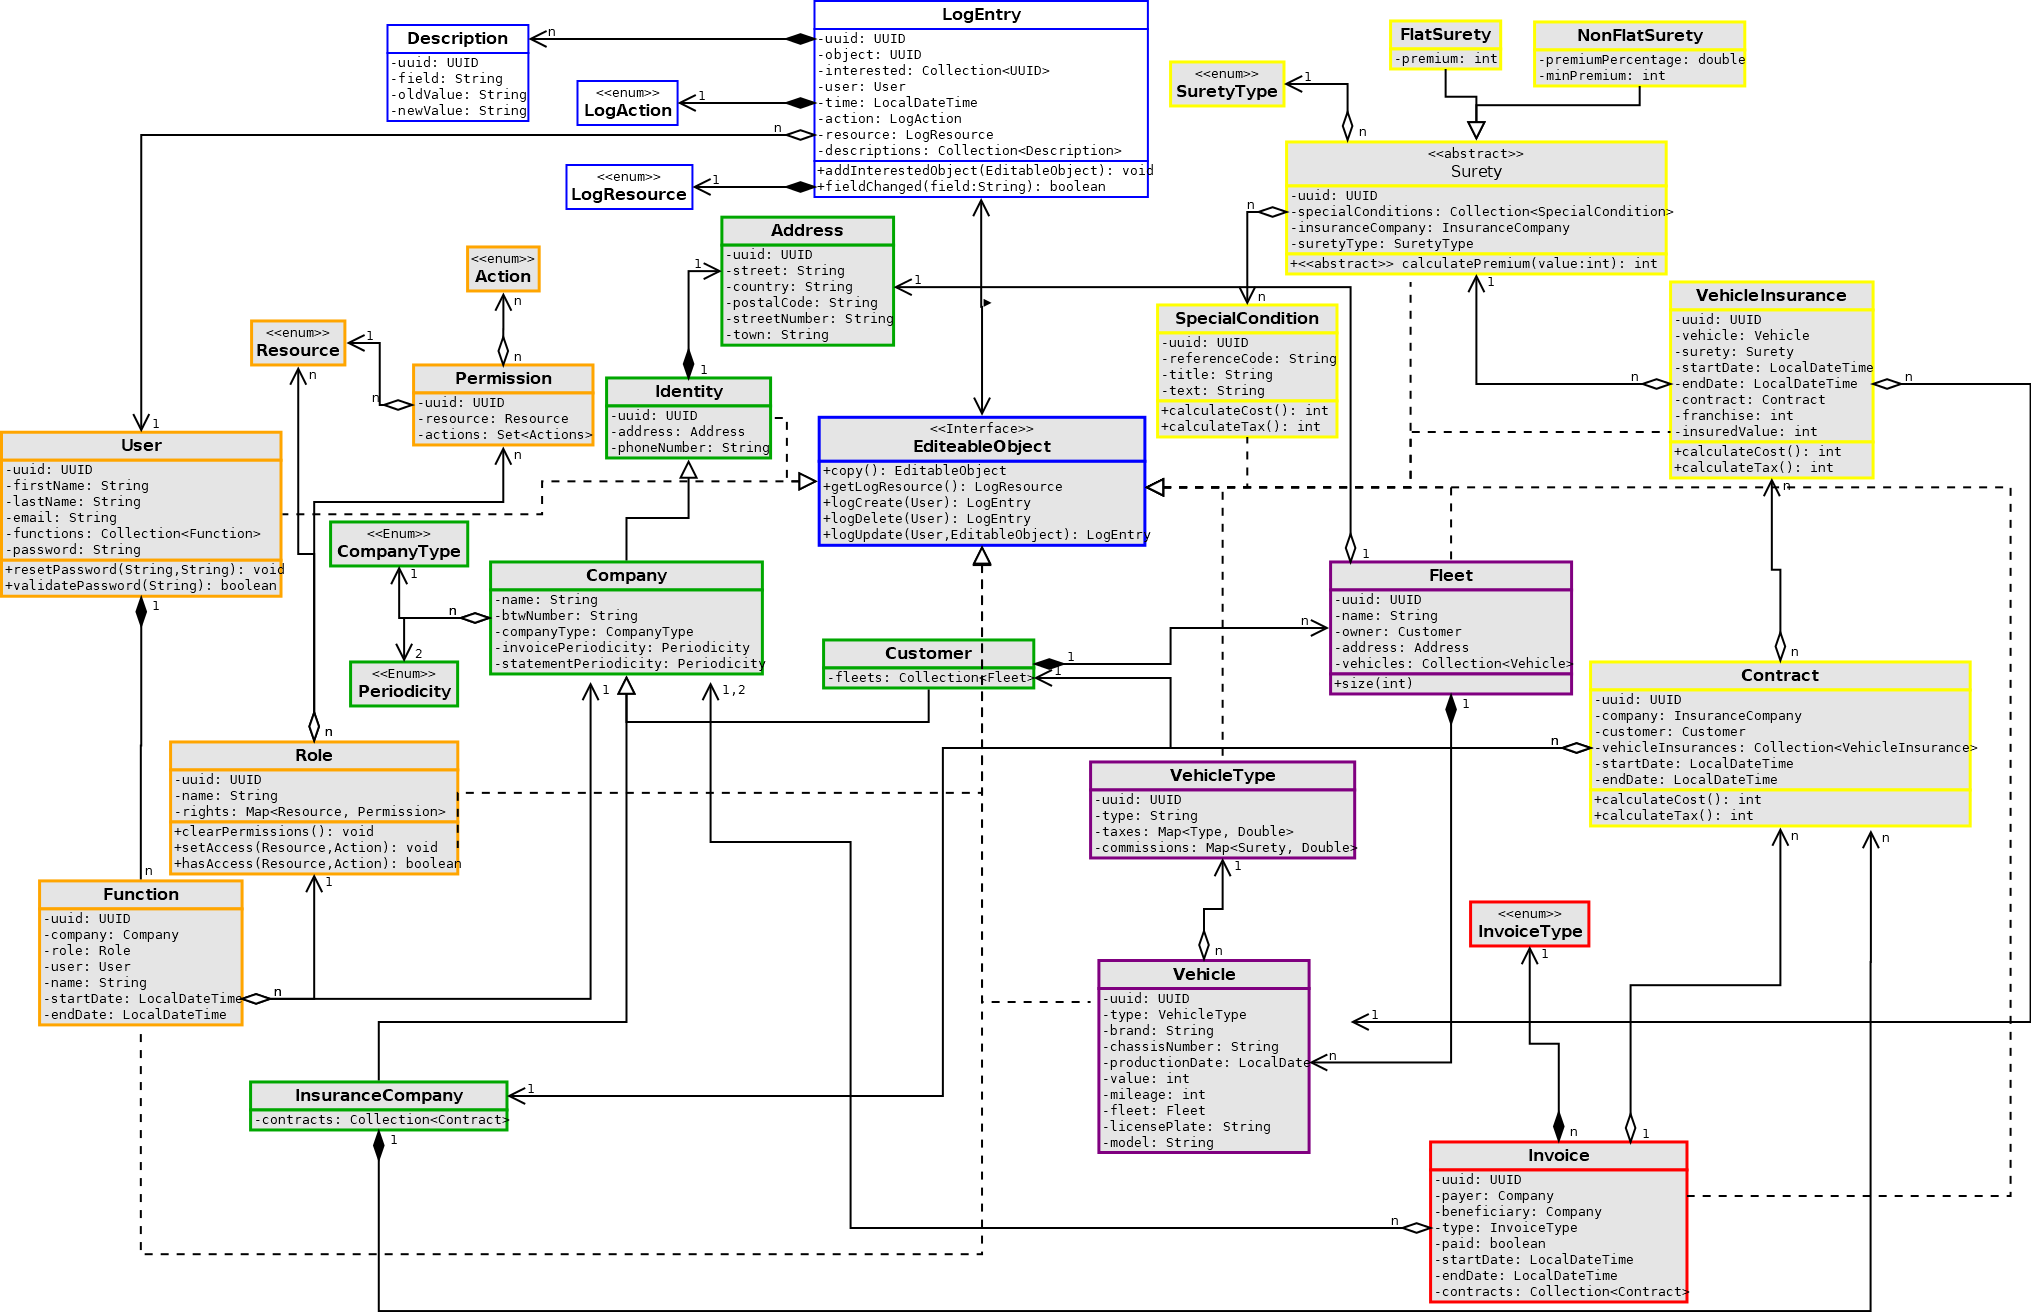 LogEntry
-uuid: UUID
-object: UUID
-interested: Collection<UUID>
-user: User
-time: LocalDateTime
-action: LogAction
-resource: LogResource
-descriptions: Collection<Description>
+addInterestedObject(EditableObject): void
+fieldChanged(field:String): boolean
Description
-uuid: UUID
-field: String
-oldValue: String
-newValue: String
n
<<enum>>
LogAction
1
n
<<enum>>
LogResource
1
FlatSurety
-premium: int
NonFlatSurety
-premiumPercentage: double
-minPremium: int
<<enum>>
SuretyType
1
n
<<abstract>>
Surety
-uuid: UUID
-specialConditions: Collection<SpecialCondition>
-insuranceCompany: InsuranceCompany
-suretyType: SuretyType
+<<abstract>> calculatePremium(value:int): int
n
1
Address
-uuid: UUID
-street: String
-country: String
-postalCode: String
-streetNumber: String
-town: String
1
1
1
<<enum>>
Action
n
n
<<enum>>
Resource
1
n
n
Permission
-uuid: UUID
-resource: Resource
-actions: Set<Actions>
n
Identity
-uuid: UUID
-address: Address
-phoneNumber: String
n
SpecialCondition
-uuid: UUID
-referenceCode: String
-title: String
-text: String
+calculateCost(): int
+calculateTax(): int
VehicleInsurance
-uuid: UUID
-vehicle: Vehicle
-surety: Surety
-startDate: LocalDateTime
-endDate: LocalDateTime
-contract: Contract
-franchise: int
-insuredValue: int
+calculateCost(): int
+calculateTax(): int
n
n
n
1
User
-uuid: UUID
-firstName: String
-lastName: String
-email: String
-functions: Collection<Function>
-password: String
+resetPassword(String,String): void
+validatePassword(String): boolean
1
<<Interface>>
EditeableObject
+copy(): EditableObject
+getLogResource(): LogResource
+logCreate(User): LogEntry
+logDelete(User): LogEntry
+logUpdate(User,EditableObject): LogEntry
<<Enum>>
CompanyType
1
n
2
<<Enum>>
Periodicity
Company
-name: String
-btwNumber: String
-companyType: CompanyType
-invoicePeriodicity: Periodicity
-statementPeriodicity: Periodicity
1
1,2
Customer
-fleets: Collection<Fleet>
1
1
n
1
Fleet
-uuid: UUID
-name: String
-owner: Customer
-address: Address
-vehicles: Collection<Vehicle>
+size(int)
1
n
Contract
-uuid: UUID
-company: InsuranceCompany
-customer: Customer
-vehicleInsurances: Collection<VehicleInsurance>
-startDate: LocalDateTime
-endDate: LocalDateTime
+calculateCost(): int
+calculateTax(): int
n
n
n
n
Role
-uuid: UUID
-name: String
-rights: Map<Resource, Permission>
+clearPermissions(): void
+setAccess(Resource,Action): void
+hasAccess(Resource,Action): boolean
1
VehicleType
-uuid: UUID
-type: String
-taxes: Map<Type, Double>
-commissions: Map<Surety, Double>
1
n
n
Function
-uuid: UUID
-company: Company
-role: Role
-user: User
-name: String
-startDate: LocalDateTime
-endDate: LocalDateTime
n
<<enum>>
InvoiceType
1
Vehicle
-uuid: UUID
-type: VehicleType
-brand: String
-chassisNumber: String
-productionDate: LocalDate
-value: int
-mileage: int
-fleet: Fleet
-licensePlate: String
-model: String
1
n
InsuranceCompany
-contracts: Collection<Contract>
1
1
n
1
Invoice
-uuid: UUID
-payer: Company
-beneficiary: Company
-type: InvoiceType
-paid: boolean
-startDate: LocalDateTime
-endDate: LocalDateTime
-contracts: Collection<Contract>
n